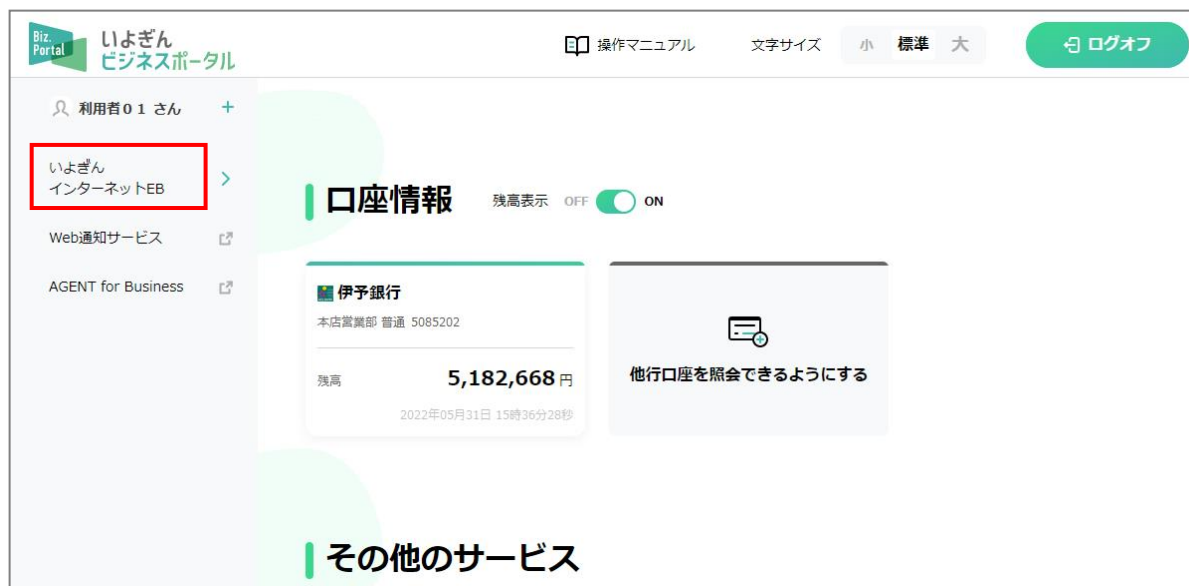 Biz.
Portal
いよぎん
ビジネスポータル
操作マニュアル
文字サイズ
小 標準 大
ログオフ
利用者01 さん
いよぎん
インターネットEB
Web通知サービス
AGENT for Business
口座情報
残高表示 OFF ON
伊予銀行
本店営業部 普通 5085202
残高 5,182,668 円
2022年05月31日 15時36分28秒
他行口座を照会できるようにする
その他のサービス